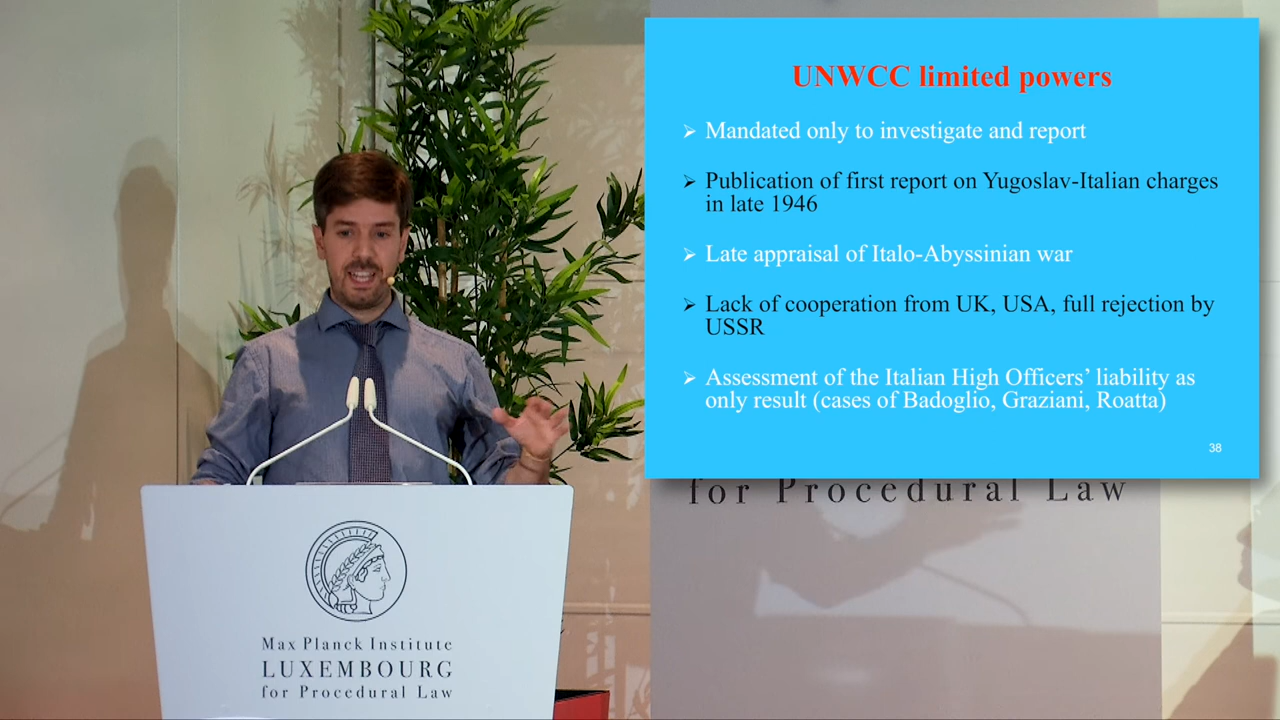 UNWCC limited powers
Mandated only to investigate and report
Publication of first report on Yugoslav-Italian charges
in late 1946
Late appraisal of Italo-Abyssinian war
Lack of cooperation from UK, USA, full rejection by
USSR
Assessment of the Italian High Officers’ liability as
only result (cases of Badoglio, Graziani, Roatta)
38
for Procedural Law
Max Planck Institute
LUXEMBOURG
for Procedural Law